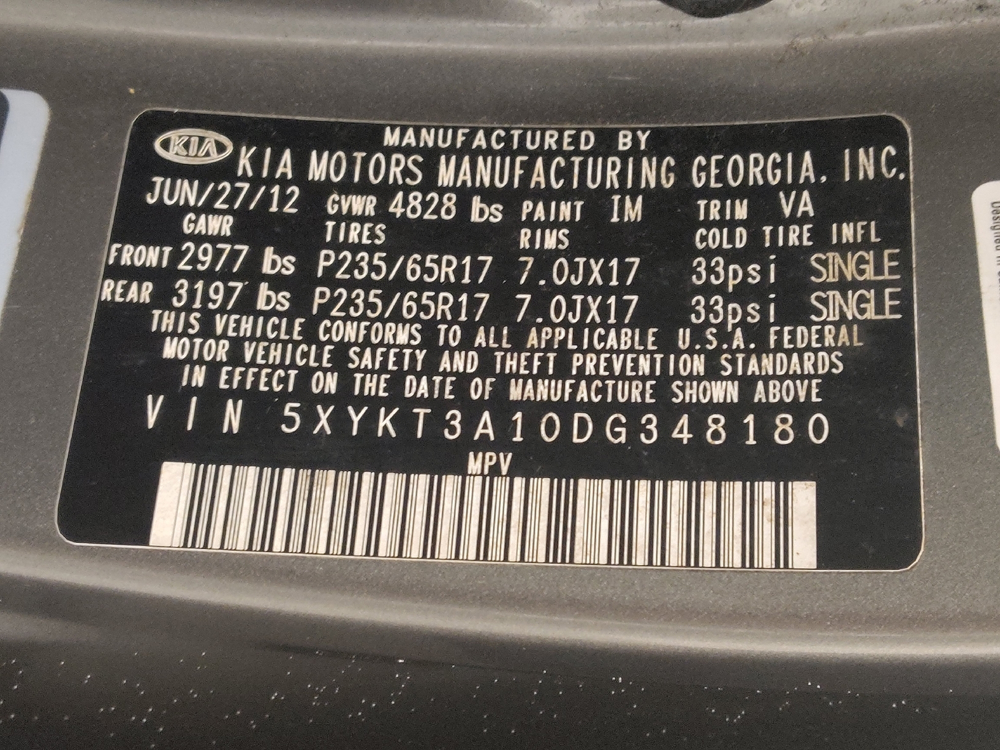 MANUFACTURED BY
KIA KIA MOTORS MANUFACTURING GEORGIA, INC.
JUN/27/12 GVWR 4828 lbs PAINT IM TRIM VA
GAWR TIRES RIMS COLD TIRE INFL
FRONT 2977 lbs P235/65R17 7.0JX17 33psi SINGLE
REAR 3197 lbs P235/65R17 7.0JX17 33psi SINGLE
THIS VEHICLE CONFORMS TO ALL APPLICABLE U.S.A. FEDERAL
MOTOR VEHICLE SAFETY AND THEFT PREVENTION STANDARDS
IN EFFECT ON THE DATE OF MANUFACTURE SHOWN ABOVE
VIN 5XYKT3A10DG348180
MPV
Designed